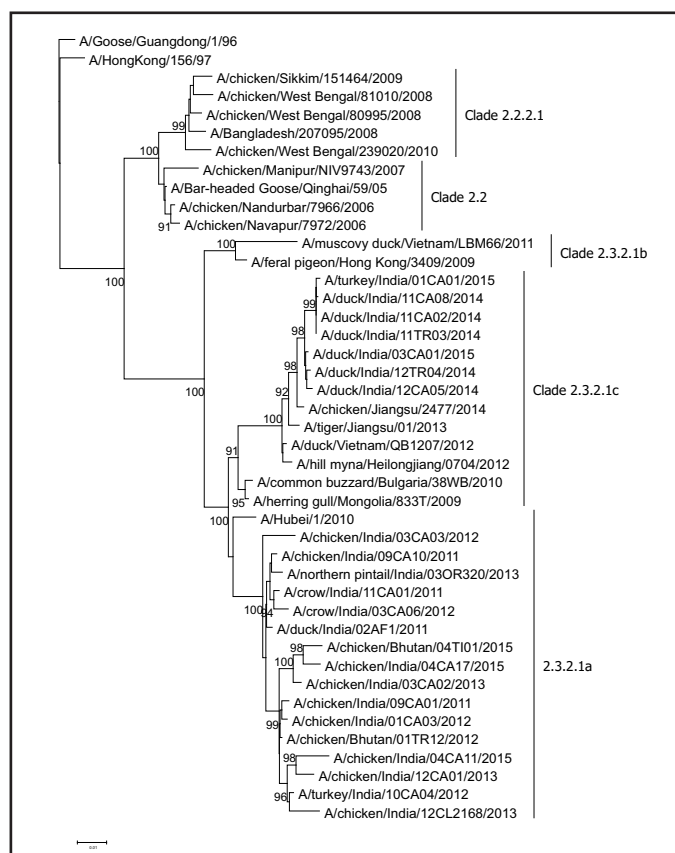 A/Goose/Guangdong/1/96
A/HongKong/156/97
A/chicken/Sikkim/151464/2009
A/chicken/West Bengal/81010/2008
A/chicken/West Bengal/80995/2008
99
Clade 2.2.2.1
A/Bangladesh/207095/2008
A/chicken/West Bengal/239020/2010
100
A/chicken/Manipur/NIV9743/2007
A/Bar-headed Goose/Qinghai/59/05
Clade 2.2
A/chicken/Nandurbar/7966/2006
91
A/chicken/Navapur/7972/2006
100
A/muscovy duck/Vietnam/LBM66/2011
Clade 2.3.2.1b
A/feral pigeon/Hong Kong/3409/2009
100
A/turkey/India/01CA01/2015
99
A/duck/India/11CA08/2014
A/duck/India/11CA02/2014
98
A/duck/India/11TR03/2014
A/duck/India/03CA01/2015
98
A/duck/India/12TR04/2014
Clade 2.3.2.1c
92
A/duck/India/12CA05/2014
100
A/chicken/Jiangsu/2477/2014
100
A/tiger/Jiangsu/01/2013
A/duck/Vietnam/QB1207/2012
91
A/hill myna/Heilongjiang/0704/2012
A/common buzzard/Bulgaria/38WB/2010
95
A/herring gull/Mongolia/833T/2009
100
A/Hubei/1/2010
A/chicken/India/03CA03/2012
A/chicken/India/09CA10/2011
A/northern pintail/India/03OR320/2013
A/crow/India/11CA01/2011
100
94
A/crow/India/03CA06/2012
A/duck/India/02AF1/2011
98
A/chicken/Bhutan/04TI01/2015
100
A/chicken/India/04CA17/2015
2.3.2.1a
A/chicken/India/03CA02/2013
A/chicken/India/09CA01/2011
99
A/chicken/India/01CA03/2012
A/chicken/Bhutan/01TR12/2012
98
A/chicken/India/04CA11/2015
A/chicken/India/12CA01/2013
96
A/turkey/India/10CA04/2012
A/chicken/India/12CL2168/2013
0.01